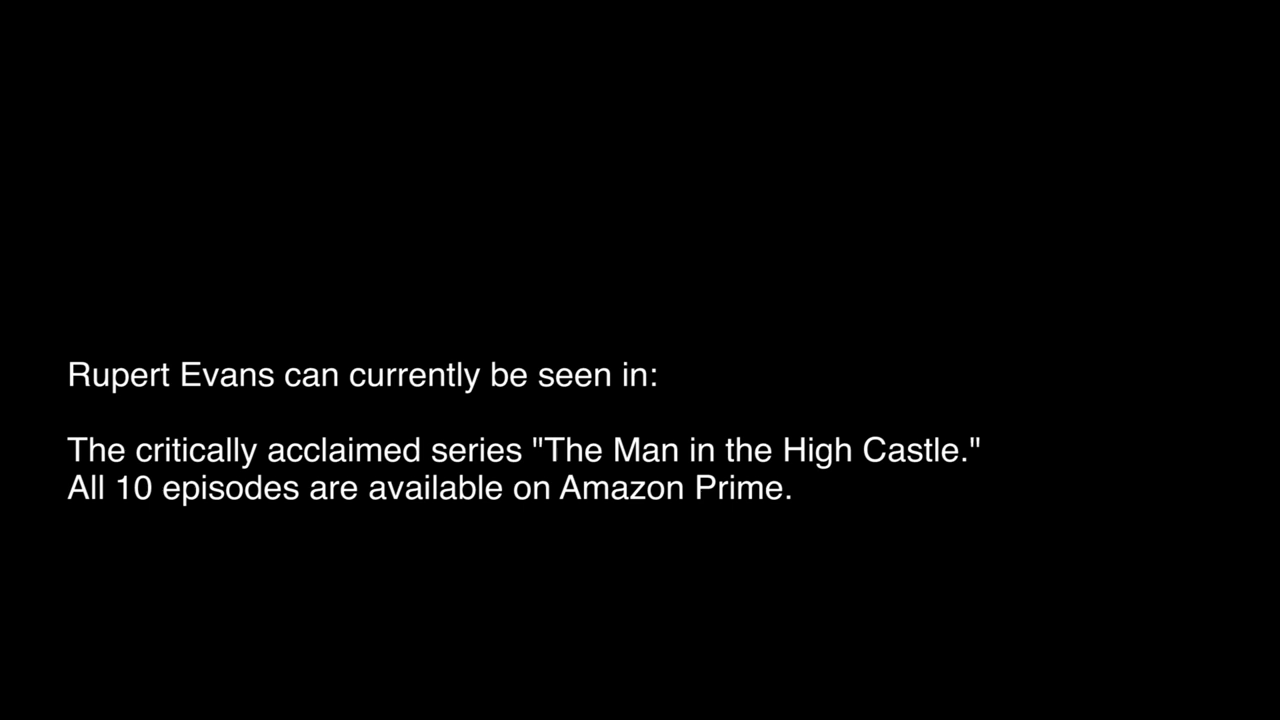 Rupert Evans can currently be seen in:
The critically acclaimed series "The Man in the High Castle."
All 10 episodes are available on Amazon Prime.